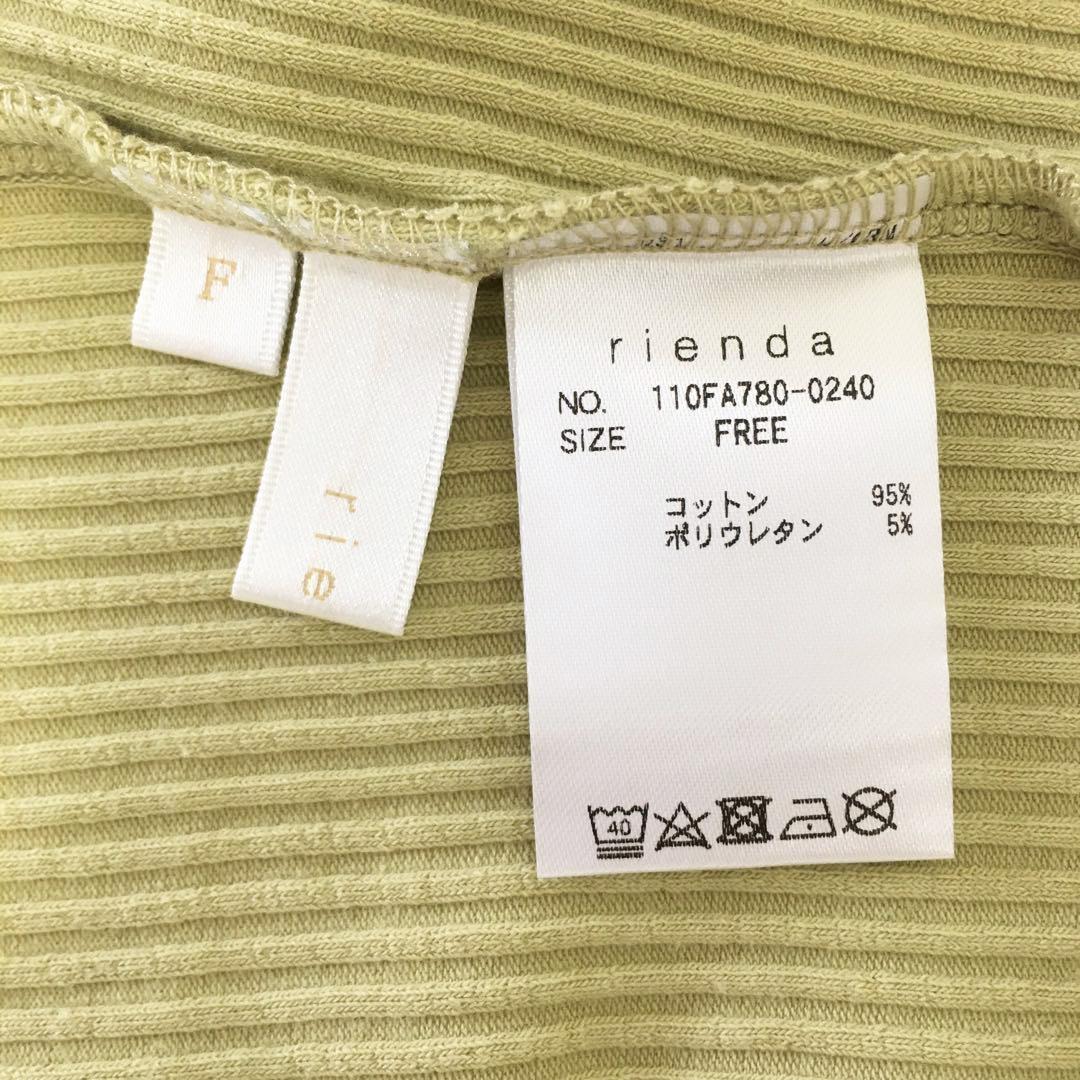 F
rie
rienda
NO. 110FA780-0240
SIZE FREE
コットン 95%
ポリウレタン 5%
40